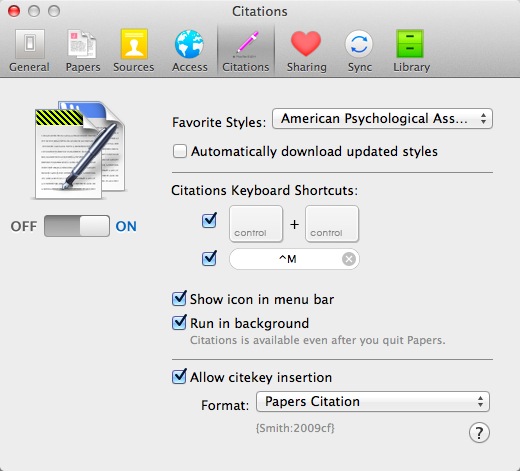 Citations
General Papers Sources Access Citations Sharing Sync Library
Favorite Styles: American Psychological Ass...
Automatically download updated styles
Citations Keyboard Shortcuts:
control + control
^M
OFF ON
Show icon in menu bar
Run in background
Citations is available even after you quit Papers.
Allow citekey insertion
Format: Papers Citation
{Smith:2009cf}
?